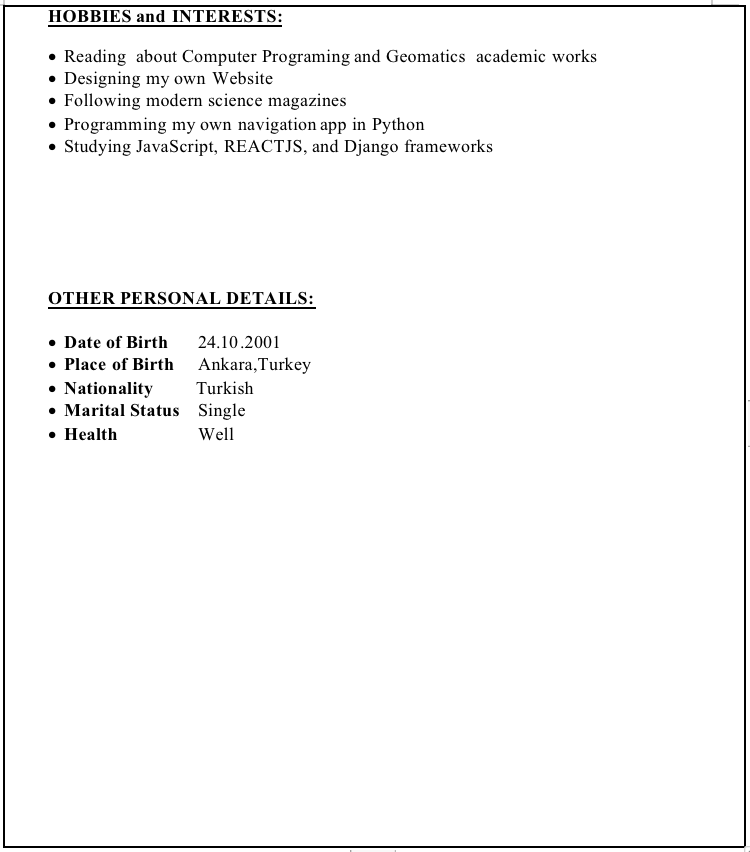 HOBBIES and INTERESTS:
• Reading about Computer Programing and Geomatics academic works
• Designing my own Website
• Following modern science magazines
• Programming my own navigation app in Python
• Studying JavaScript, REACTJS, and Django frameworks
OTHER PERSONAL DETAILS:
• Date of Birth 24.10.2001
• Place of Birth Ankara,Turkey
• Nationality Turkish
• Marital Status Single
• Health Well